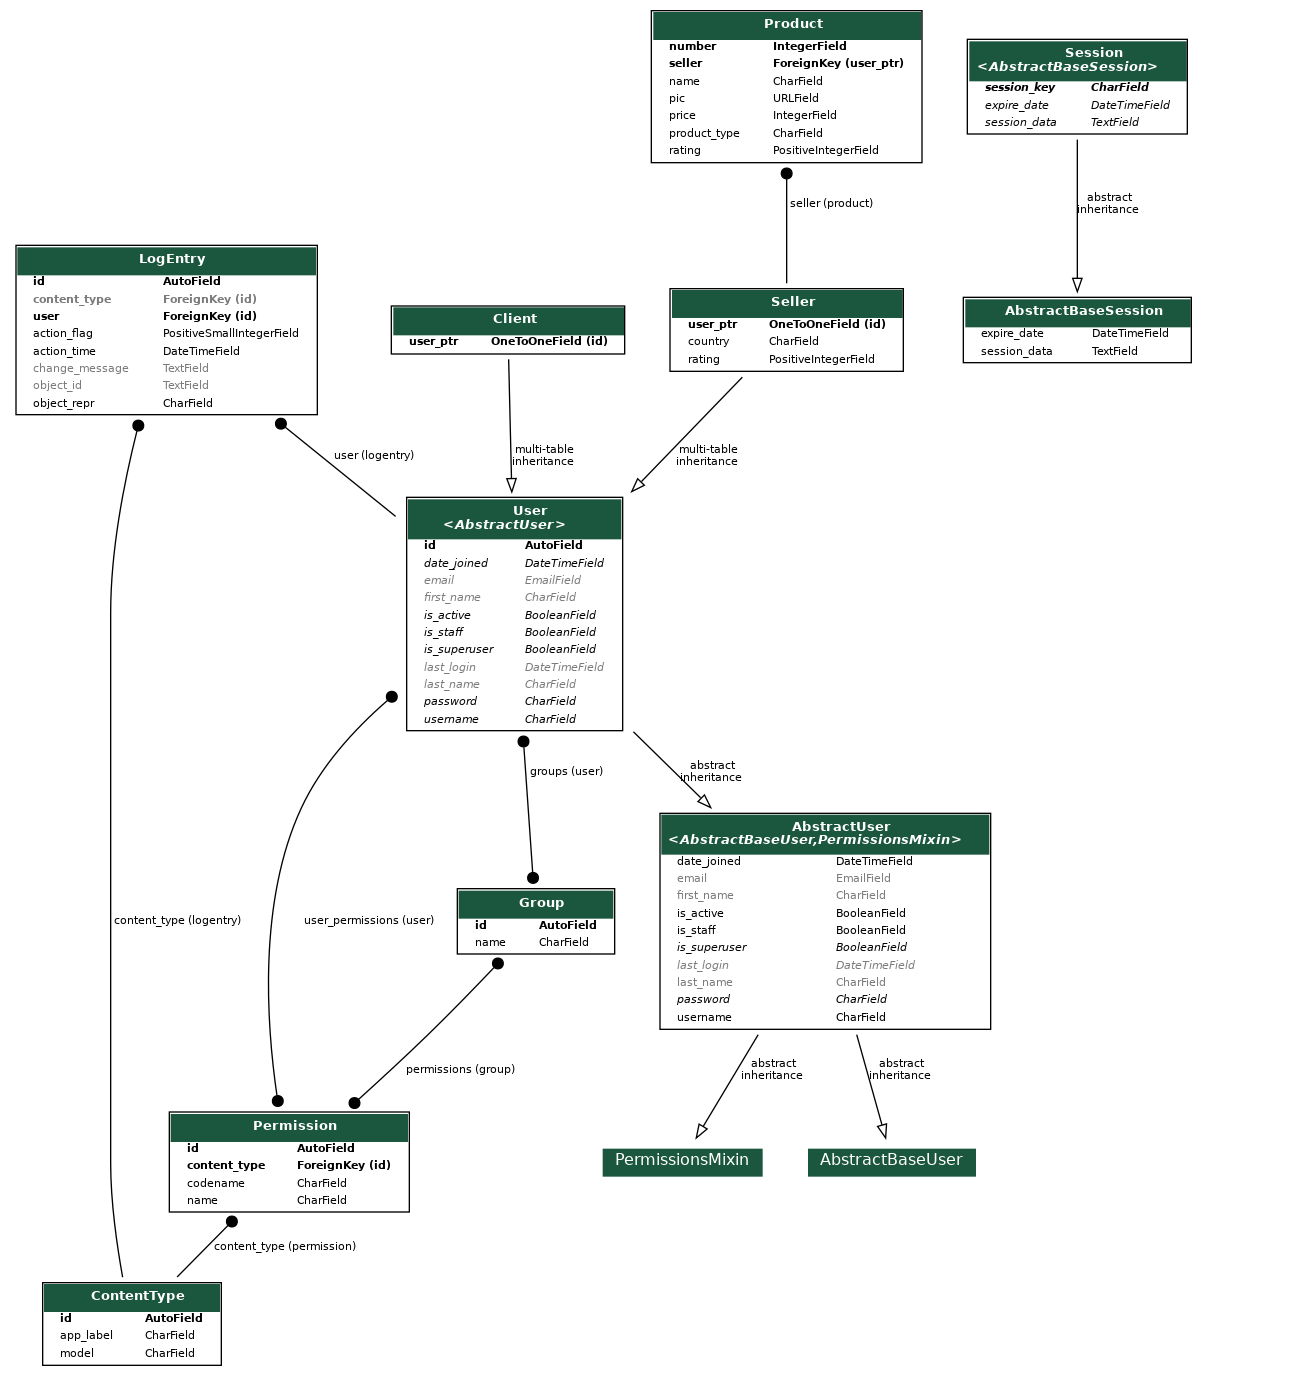 Product
number IntegerField
seller ForeignKey (user_ptr)
name CharField
pic URLField
price IntegerField
product_type CharField
rating PositiveIntegerField
Session
<AbstractBaseSession>
session_key CharField
expire_date DateTimeField
session_data TextField
seller (product)
abstract
inheritance
LogEntry
id AutoField
content_type ForeignKey (id)
user ForeignKey (id)
action_flag PositiveSmallIntegerField
action_time DateTimeField
change_message TextField
object_id TextField
object_repr CharField
Client
user_ptr OneToOneField (id)
Seller
user_ptr OneToOneField (id)
country CharField
rating PositiveIntegerField
AbstractBaseSession
expire_date DateTimeField
session_data TextField
user (logentry)
multi-table
inheritance
multi-table
inheritance
User
<AbstractUser>
id AutoField
date_joined DateTimeField
email EmailField
first_name CharField
is_active BooleanField
is_staff BooleanField
is_superuser BooleanField
last_login DateTimeField
last_name CharField
password CharField
username CharField
groups (user)
abstract
inheritance
AbstractUser
<AbstractBaseUser,PermissionsMixin>
date_joined DateTimeField
email EmailField
first_name CharField
is_active BooleanField
is_staff BooleanField
is_superuser BooleanField
last_login DateTimeField
last_name CharField
password CharField
username CharField
content_type (logentry)
user_permissions (user)
Group
id AutoField
name CharField
permissions (group)
abstract
inheritance
abstract
inheritance
Permission
id AutoField
content_type ForeignKey (id)
codename CharField
name CharField
PermissionsMixin
AbstractBaseUser
content_type (permission)
ContentType
id AutoField
app_label CharField
model CharField